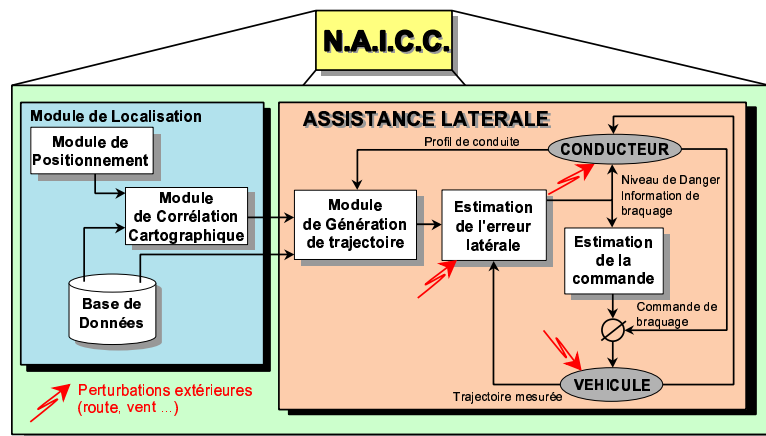 N.A.I.C.C.
Module de Localisation
Module de
Positionnement
Module
de Corrélation
Cartographique
Base de
Données
ASSISTANCE LATERALE
Profil de conduite
CONDUCTEUR
Module
de Génération
de trajectoire
Estimation
de l'erreur
latérale
Niveau de Danger
Information de
braquage
Estimation
de la
commande
Commande de
braquage
VEHICULE
Trajectoire mesurée
Perturbations extérieures
(route, vent ...)